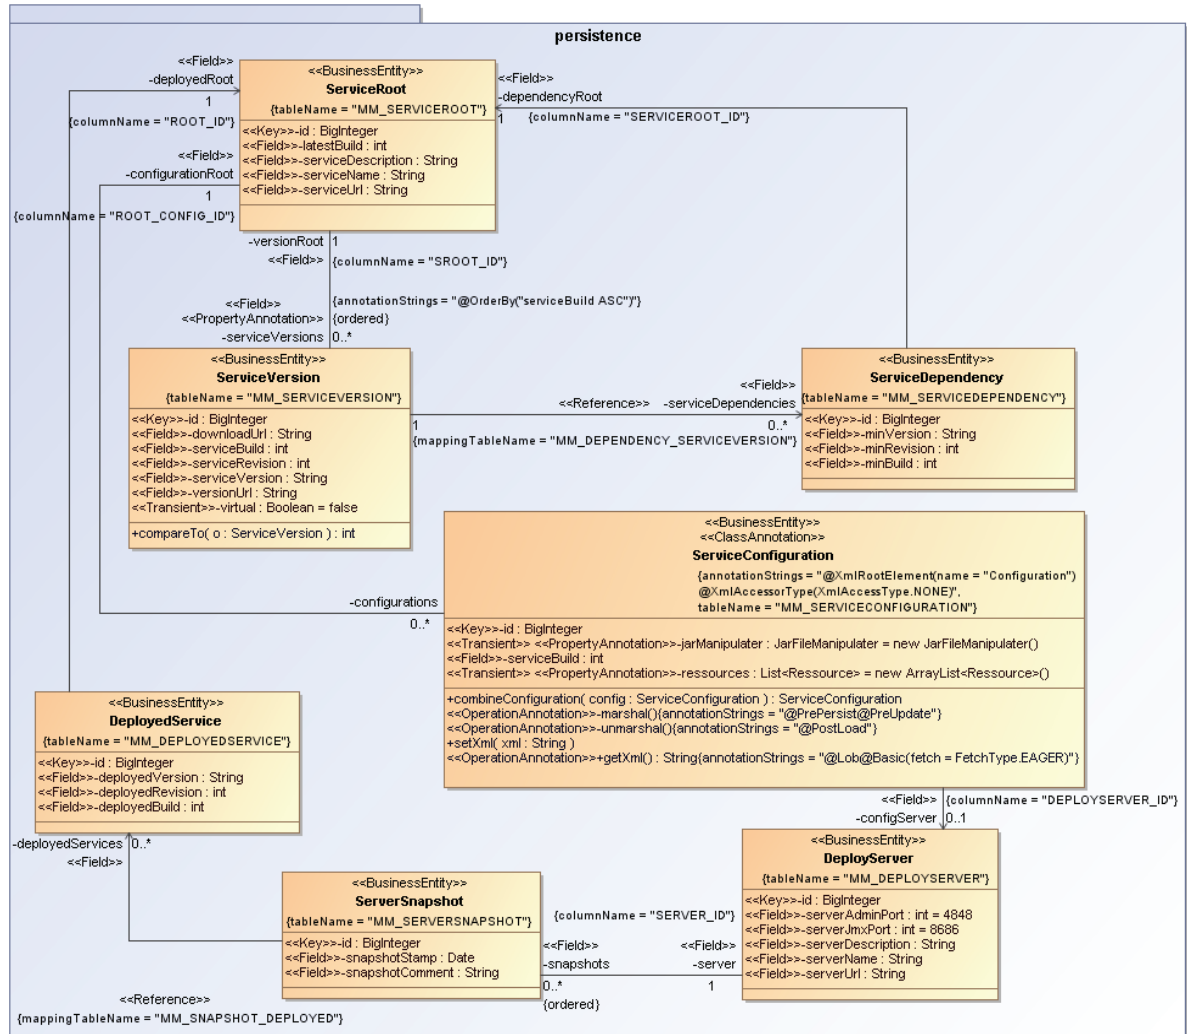 persistence
<<Field>>
-deployedRoot
1
{columnName = "ROOT_ID"}
<<Field>>
-configurationRoot
1
{columnName = "ROOT_CONFIG_ID"}
<<BusinessEntity>>
ServiceRoot
{tableName = "MM_SERVICEROOT"}
<<Key>>-id : BigInteger
<<Field>>-latestBuild : int
<<Field>>-serviceDescription : String
<<Field>>-serviceName : String
<<Field>>-serviceUrl : String
<<Field>>
-dependencyRoot
1
{columnName = "SERVICEROOT_ID"}
-versionRoot
1
<<Field>>
{columnName = "SROOT_ID"}
<<Field>>
<<PropertyAnnotation>>
-serviceVersions
{annotationStrings = "@OrderBy("serviceBuild ASC")"}
{ordered}
0..*
<<BusinessEntity>>
ServiceVersion
{tableName = "MM_SERVICEVERSION"}
<<Key>>-id : BigInteger
<<Field>>-downloadUrl : String
<<Field>>-serviceBuild : int
<<Field>>-serviceRevision : int
<<Field>>-serviceVersion : String
<<Field>>-versionUrl : String
<<Transient>>-virtual : Boolean = false
+compareTo( o : ServiceVersion ) : int
<<Field>>
<<Reference>>
-serviceDependencies
1
0..*
{mappingTableName = "MM_DEPENDENCY_SERVICEVERSION"}
<<BusinessEntity>>
ServiceDependency
{tableName = "MM_SERVICEDEPENDENCY"}
<<Key>>-id : BigInteger
<<Field>>-minVersion : String
<<Field>>-minRevision : int
<<Field>>-minBuild : int
-configurations
0..*
<<BusinessEntity>>
<<ClassAnnotation>>
ServiceConfiguration
{annotationStrings = "@XmlRootElement(name = "Configuration")
@XmlAccessorType(XmlAccessType.NONE)",
tableName = "MM_SERVICECONFIGURATION"}
<<Key>>-id : BigInteger
<<Transient>> <<PropertyAnnotation>>-jarManipulater : JarFileManipulater = new JarFileManipulater()
<<Field>>-serviceBuild : int
<<Transient>> <<PropertyAnnotation>>-ressources : List<Ressource> = new ArrayList<Ressource>()
+combineConfiguration( config : ServiceConfiguration ) : ServiceConfiguration
<<OperationAnnotation>>-marshal(){annotationStrings = "@PrePersist@PreUpdate"}
<<OperationAnnotation>>-unmarshal(){annotationStrings = "@PostLoad"}
+setXml( xml : String )
<<OperationAnnotation>>+getXml() : String{annotationStrings = "@Lob@Basic(fetch = FetchType.EAGER)"}
<<BusinessEntity>>
DeployedService
{tableName = "MM_DEPLOYEDSERVICE"}
<<Key>>-id : BigInteger
<<Field>>-deployedVersion : String
<<Field>>-deployedRevision : int
<<Field>>-deployedBuild : int
-deployedServices
0..*
<<Field>>
<<Field>>
{columnName = "DEPLOYSERVER_ID"}
-configServer
0..1
<<BusinessEntity>>
DeployServer
{tableName = "MM_DEPLOYSERVER"}
<<Key>>-id : BigInteger
<<Field>>-serverAdminPort : int = 4848
<<Field>>-serverJmxPort : int = 8686
<<Field>>-serverDescription : String
<<Field>>-serverName : String
<<Field>>-serverUrl : String
<<BusinessEntity>>
ServerSnapshot
{tableName = "MM_SERVERSNAPSHOT"}
<<Key>>-id : BigInteger
<<Field>>-snapshotStamp : Date
<<Field>>-snapshotComment : String
{columnName = "SERVER_ID"}
<<Field>>
-snapshots
0..*
{ordered}
<<Field>>
-server
1
<<Reference>>
{mappingTableName = "MM_SNAPSHOT_DEPLOYED"}